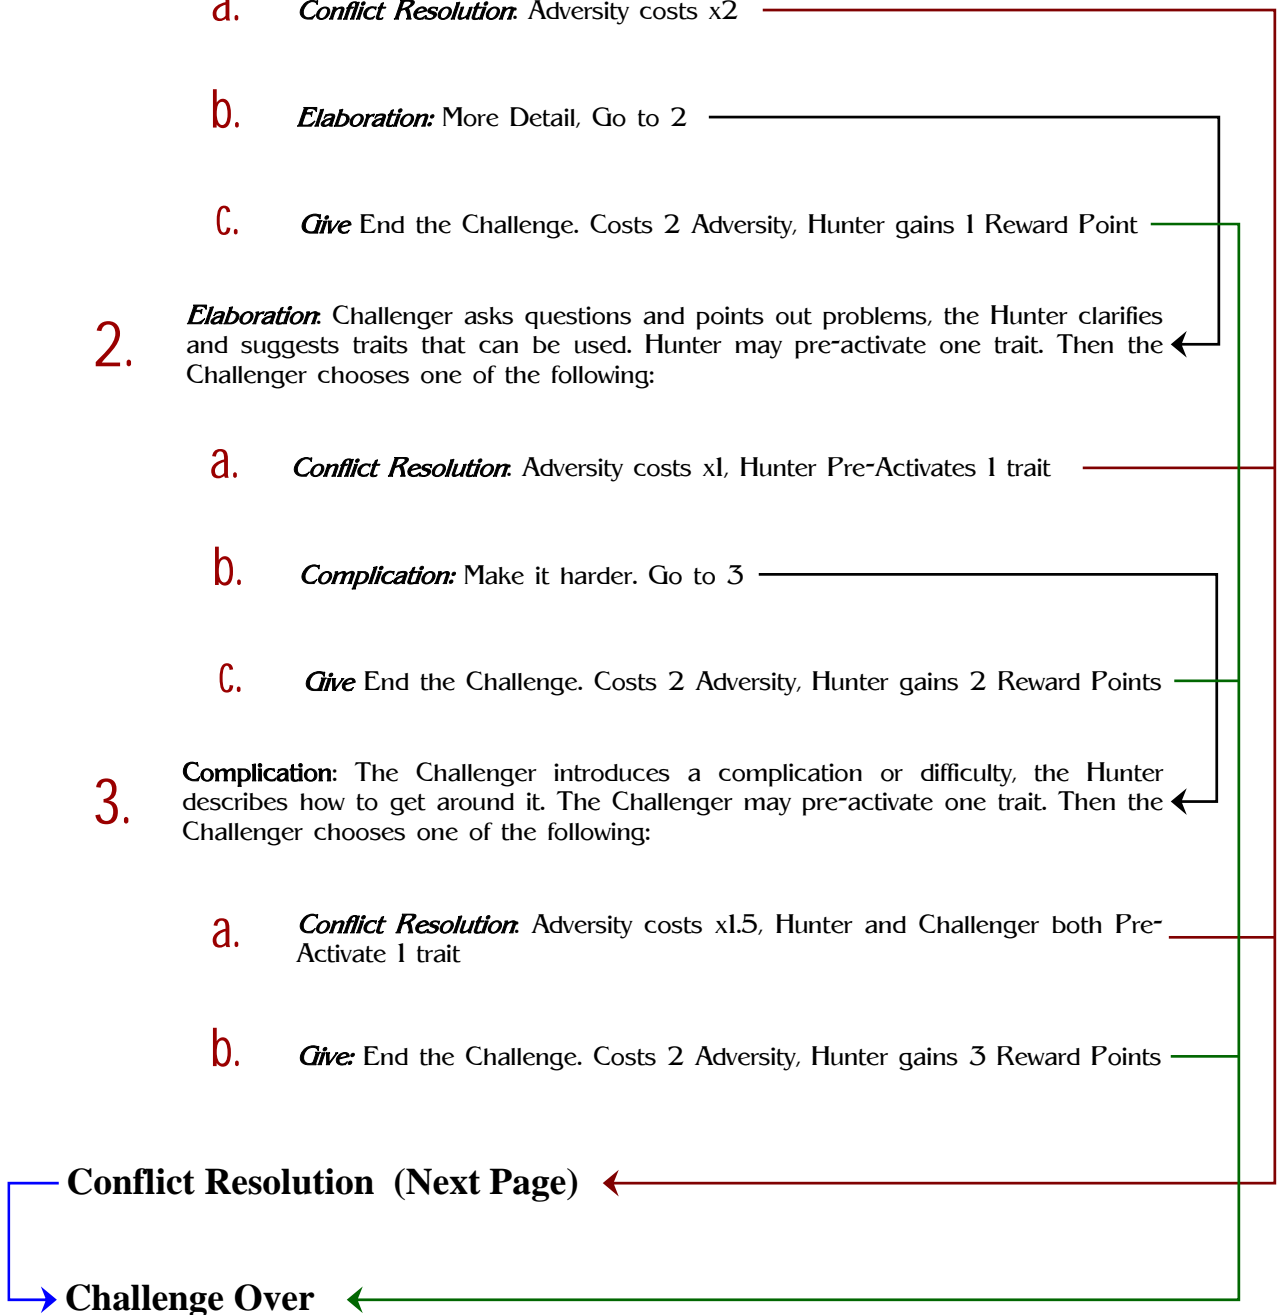 a. Conflict Resolution: Adversity costs x2
b. Elaboration: More Detail, Go to 2
c. Give End the Challenge. Costs 2 Adversity, Hunter gains 1 Reward Point
2. Elaboration: Challenger asks questions and points out problems, the Hunter clarifies
and suggests traits that can be used. Hunter may pre-activate one trait. Then the
Challenger chooses one of the following:
a. Conflict Resolution: Adversity costs x1, Hunter Pre-Activates 1 trait
b. Complication: Make it harder. Go to 3
c. Give End the Challenge. Costs 2 Adversity, Hunter gains 2 Reward Points
3. Complication: The Challenger introduces a complication or difficulty, the Hunter
describes how to get around it. The Challenger may pre-activate one trait. Then the
Challenger chooses one of the following:
a. Conflict Resolution: Adversity costs x1.5, Hunter and Challenger both Pre-
Activate 1 trait
b. Give: End the Challenge. Costs 2 Adversity, Hunter gains 3 Reward Points
Conflict Resolution (Next Page)
Challenge Over